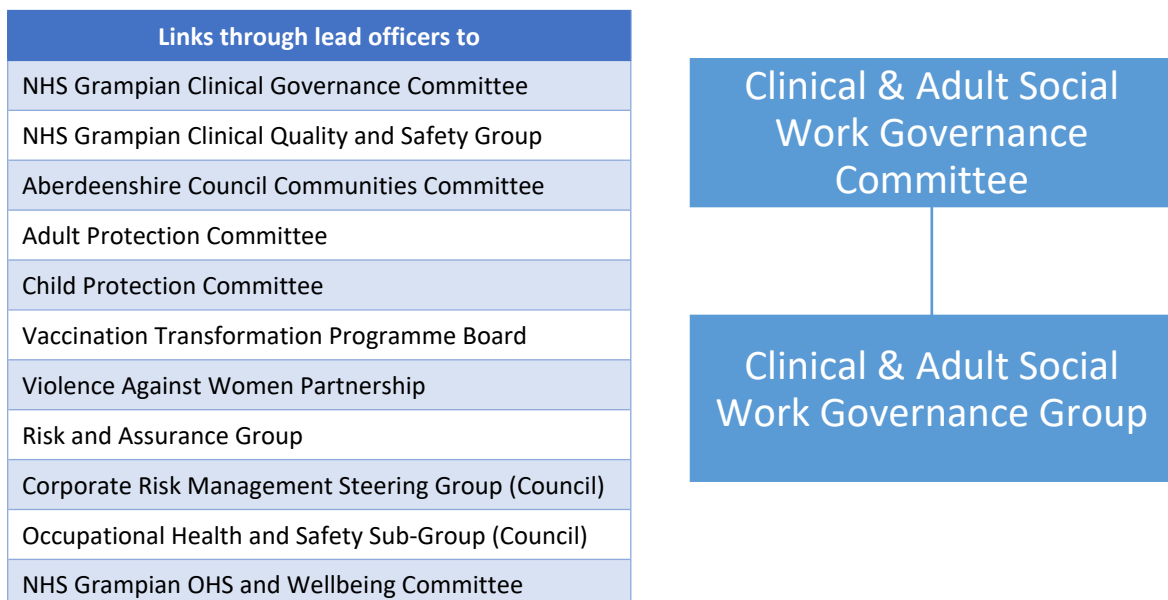 Links through lead officers to
NHS Grampian Clinical Governance Committee
NHS Grampian Clinical Quality and Safety Group
Aberdeenshire Council Communities Committee
Adult Protection Committee
Child Protection Committee
Vaccination Transformation Programme Board
Violence Against Women Partnership
Risk and Assurance Group
Corporate Risk Management Steering Group (Council)
Occupational Health and Safety Sub-Group (Council)
NHS Grampian OHS and Wellbeing Committee
Clinical & Adult Social
Work Governance
Committee
Clinical & Adult Social
Work Governance Group